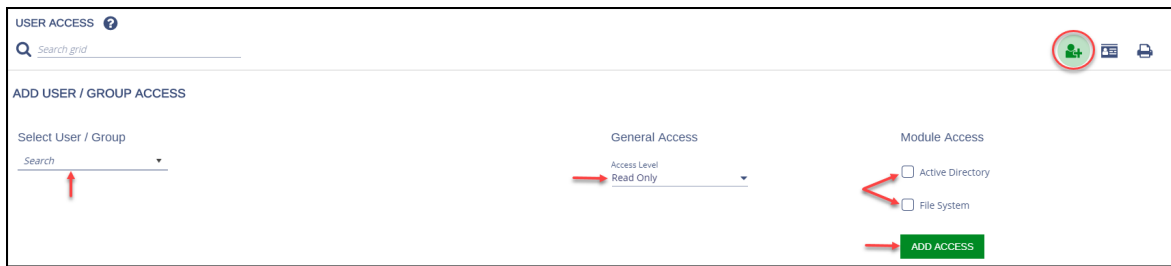 USER ACCESS ?
Search grid
ADD USER / GROUP ACCESS
Select User / Group
General Access
Module Access
Search
Access Level
Read Only
Active Directory
File System
ADD ACCESS